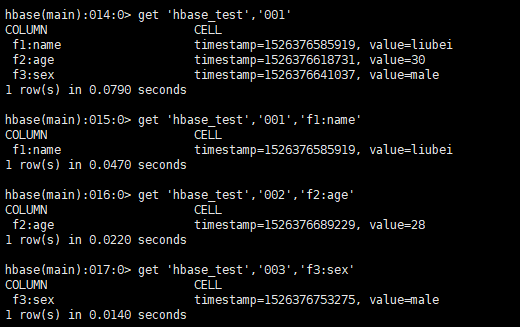 hbase(main):014:0> get 'hbase_test','001'
COLUMN CELL
f1:name timestamp=1526376585919, value=liubei
f2:age timestamp=1526376618731, value=30
f3:sex timestamp=1526376641037, value=male
1 row(s) in 0.0790 seconds
hbase(main):015:0> get 'hbase_test','001','f1:name'
COLUMN CELL
f1:name timestamp=1526376585919, value=liubei
1 row(s) in 0.0470 seconds
hbase(main):016:0> get 'hbase_test','002','f2:age'
COLUMN CELL
f2:age timestamp=1526376689229, value=28
1 row(s) in 0.0220 seconds
hbase(main):017:0> get 'hbase_test','003','f3:sex'
COLUMN CELL
f3:sex timestamp=1526376753275, value=male
1 row(s) in 0.0140 seconds